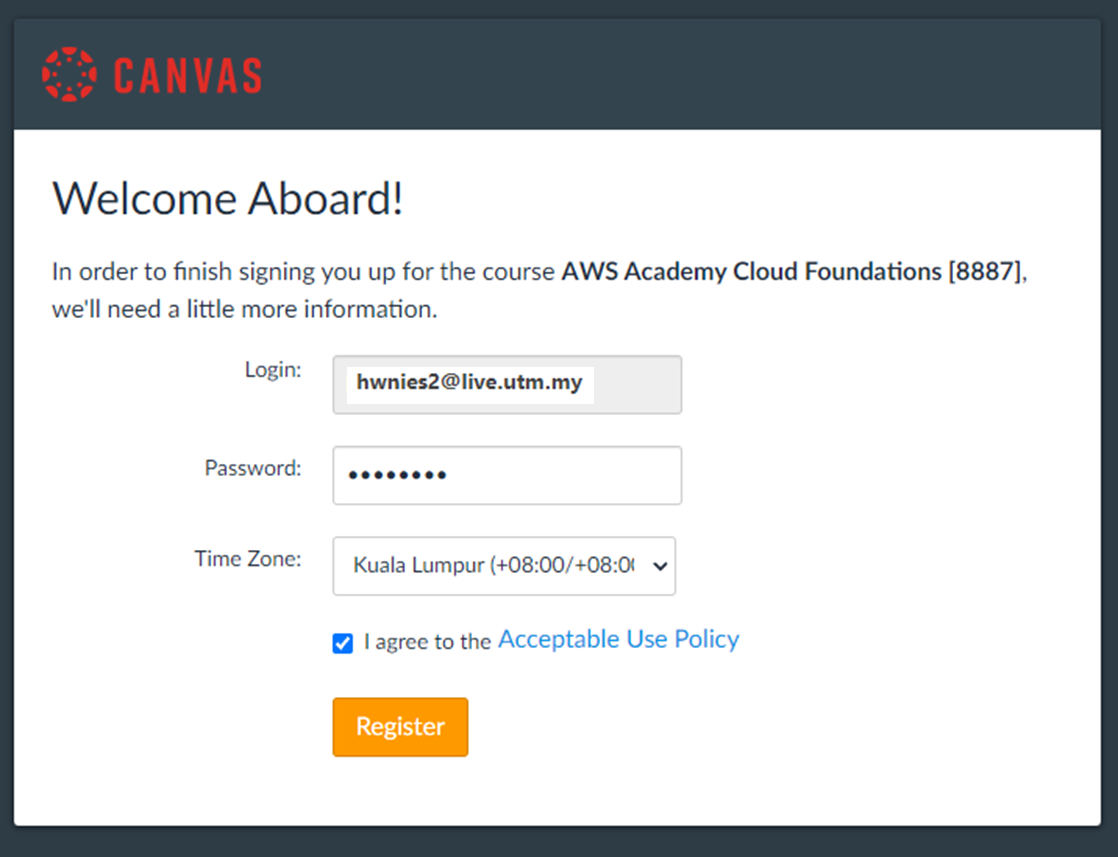 CANVAS
Welcome Aboard!
In order to finish signing you up for the course AWS Academy Cloud Foundations [8887],
we'll need a little more information.
Login:
hwnies2@live.utm.my
Password:
••••••••
Time Zone:
Kuala Lumpur (+08:00/+08:0
I agree to the Acceptable Use Policy
Register